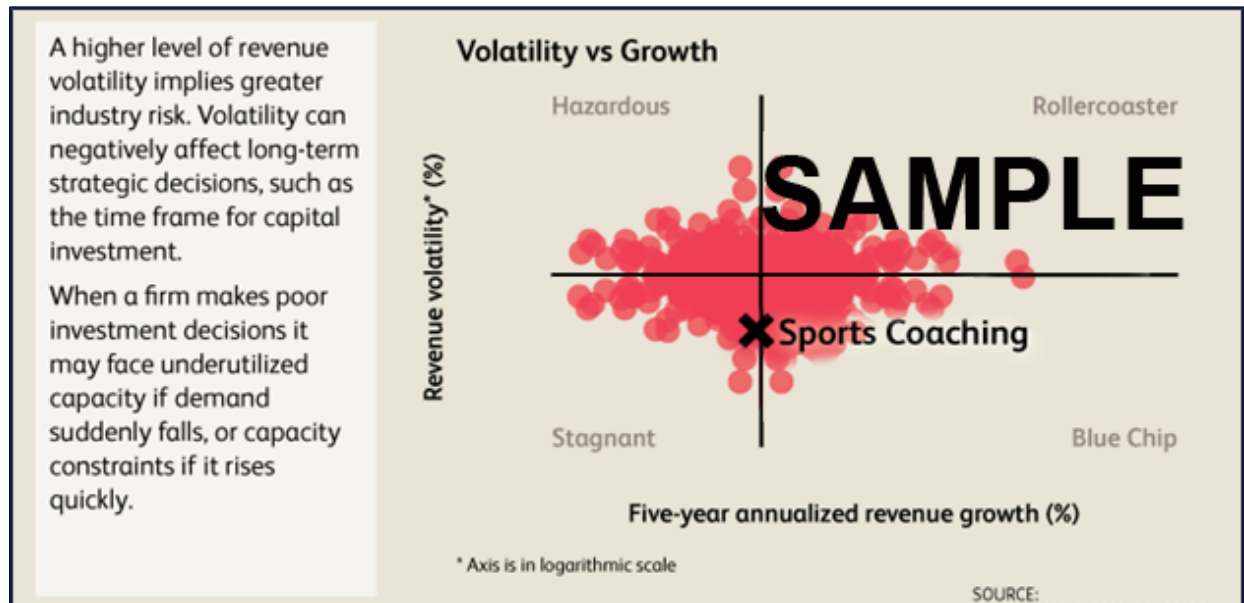 A higher level of revenue
volatility implies greater
industry risk. Volatility can
negatively affect long-term
strategic decisions, such as
the time frame for capital
investment.
When a firm makes poor
investment decisions it
may face underutilized
capacity if demand
suddenly falls, or capacity
constraints if it rises
quickly.
Volatility vs Growth
Hazardous
Rollercoaster
Revenue volatility* (%)
SAMPLE
Sports Coaching
Stagnant
Blue Chip
Five-year annualized revenue growth (%)
* Axis is in logarithmic scale
SOURCE: